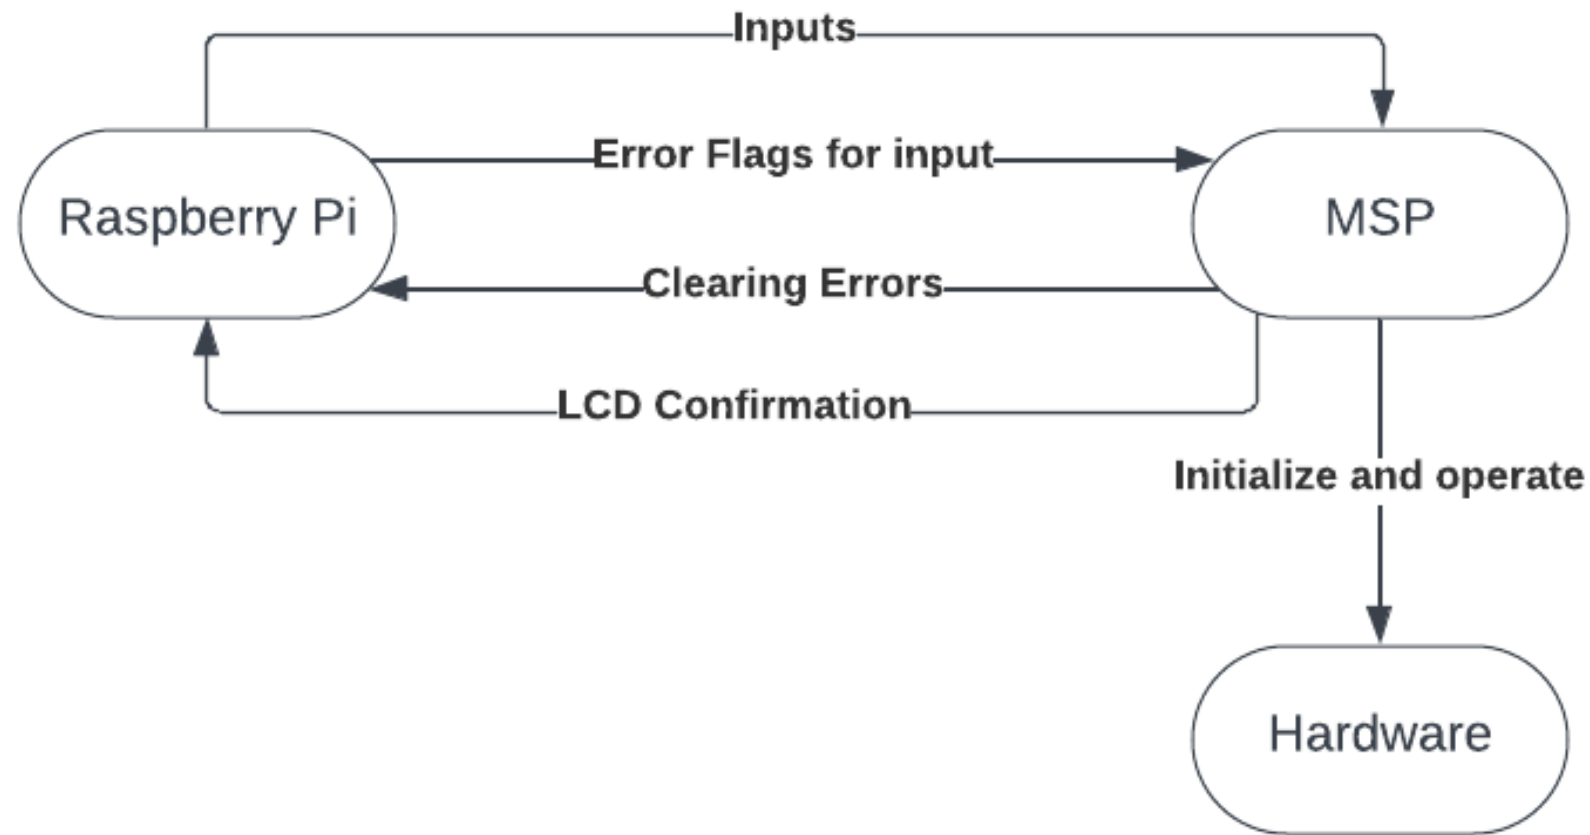 Inputs
Error Flags for input
Raspberry Pi
MSP
Clearing Errors
LCD Confirmation
Initialize and operate
Hardware